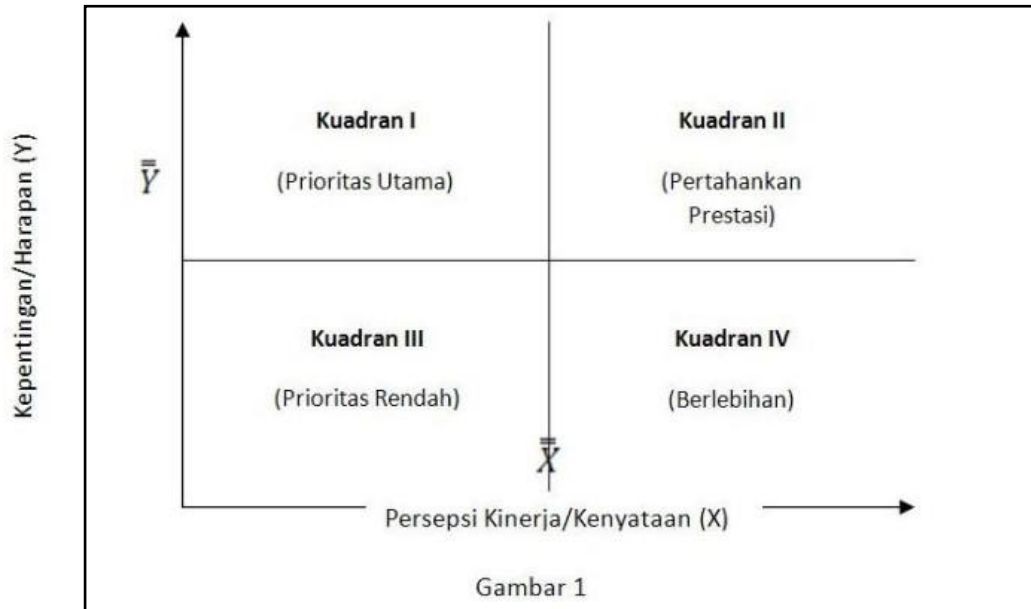 Kepentingan/Harapan (Y)
Y̿
Kuadran I
(Prioritas Utama)
Kuadran II
(Pertahankan
Prestasi)
Kuadran III
(Prioritas Rendah)
Kuadran IV
(Berlebihan)
X̿
Persepsi Kinerja/Kenyataan (X)
Gambar 1